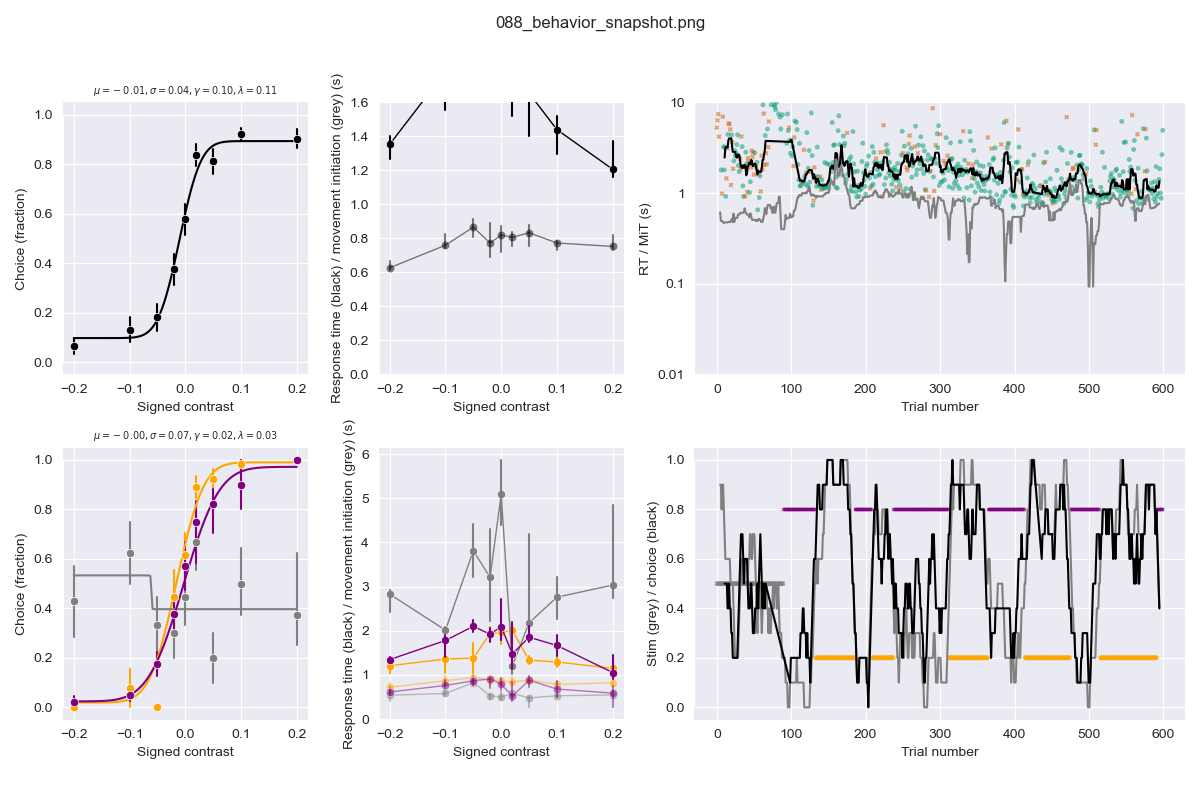 088_behavior_snapshot.png
μ = − 0.01, σ = 0.04, γ = 0.10, λ = 0.11
Choice (fraction)
1.0
0.8
0.6
0.4
0.2
0.0
−0.2 −0.1 0.0 0.1 0.2
Signed contrast
Response time (black) / movement initiation (grey) (s)
1.6
1.4
1.2
1.0
0.8
0.6
0.4
0.2
0.0
−0.2 −0.1 0.0 0.1 0.2
Signed contrast
RT / MiT (s)
10
1
0.1
0.01
0 100 200 300 400 500 600
Trial number
μ = − 0.00, σ = 0.07, γ = 0.02, λ = 0.03
Choice (fraction)
1.0
0.8
0.6
0.4
0.2
0.0
−0.2 −0.1 0.0 0.1 0.2
Signed contrast
Response time (black) / movement initiation (grey) (s)
6
5
4
3
2
1
0
−0.2 −0.1 0.0 0.1 0.2
Signed contrast
Stim (grey) / choice (black)
1.0
0.8
0.6
0.4
0.2
0.0
0 100 200 300 400 500 600
Trial number